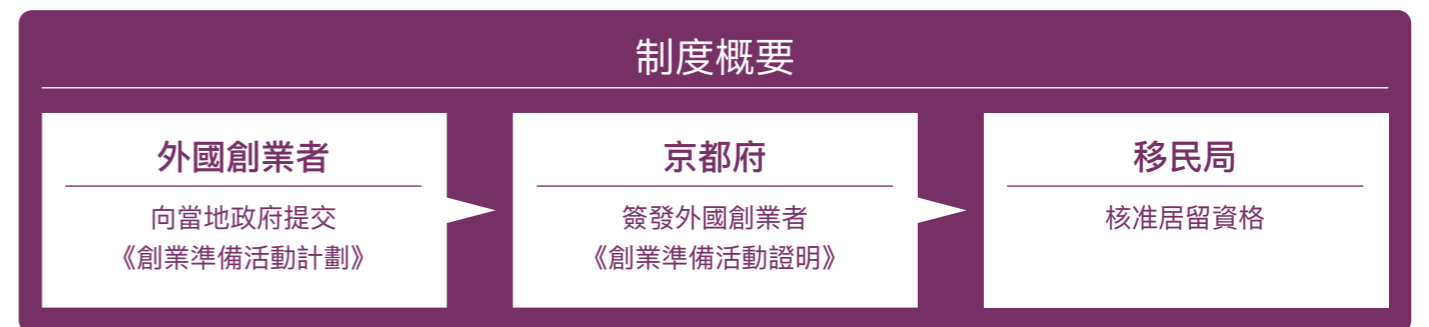 制度概要
外國創業者
向當地政府提交
《創業準備活動計劃》
京都府
簽發外國創業者
《創業準備活動證明》
移民局
核准居留資格